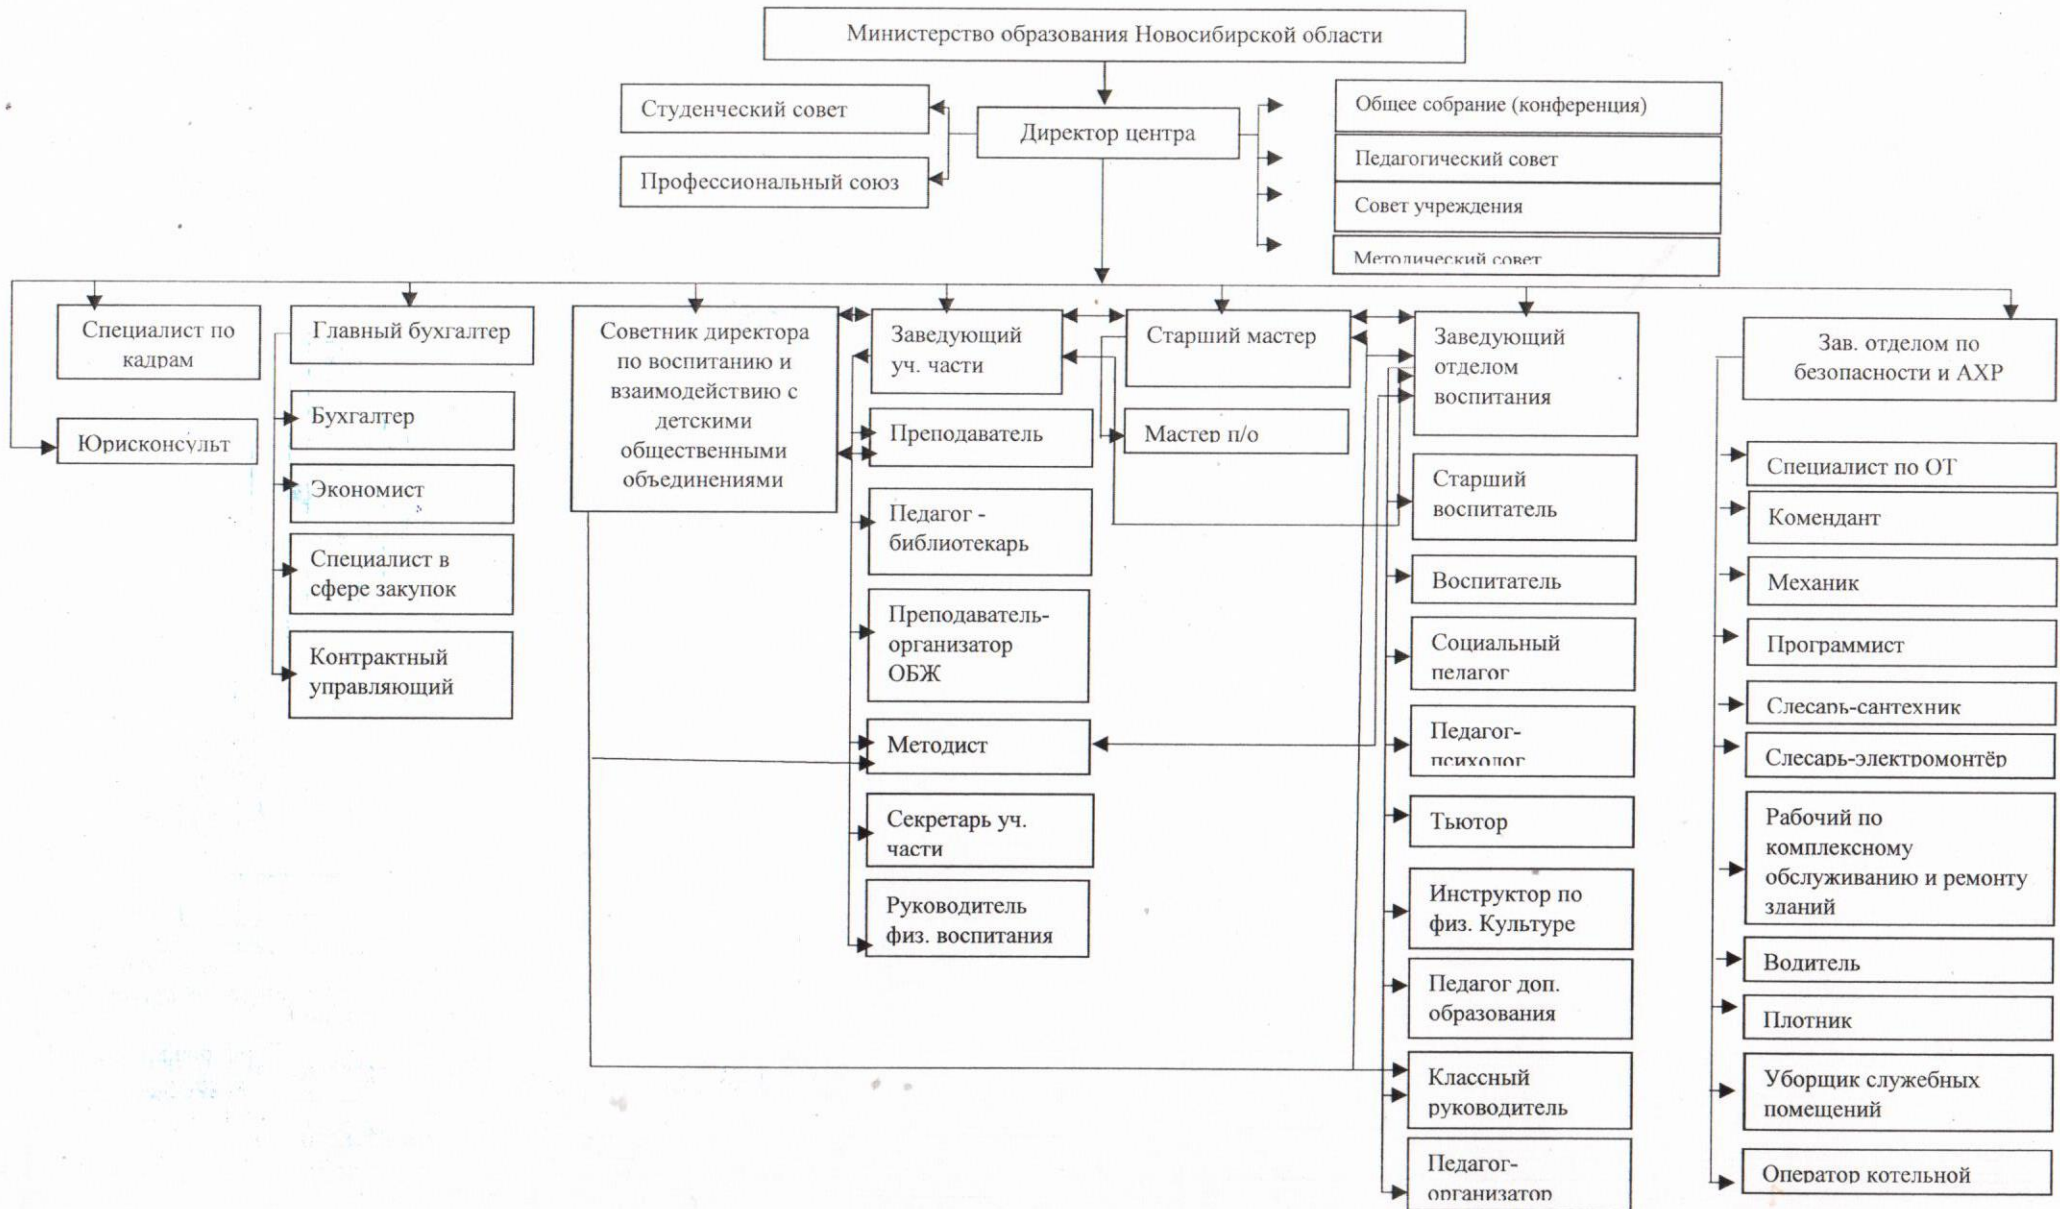 Министерство образования Новосибирской области
Студенческий совет
Профессиональный союз
Директор центра
Общее собрание (конференция)
Педагогический совет
Совет учреждения
Методический совет
Специалист по
кадрам
Юрисконсульт
Главный бухгалтер
Бухгалтер
Экономист
Специалист в
сфере закупок
Контрактный
управляющий
Советник директора
по воспитанию и
взаимодействию с
детскими
общественными
объединениями
Заведующий
уч. части
Преподаватель
Педагог -
библиотекарь
Преподаватель-
организатор
ОБЖ
Методист
Секретарь уч.
части
Руководитель
физ. воспитания
Старший мастер
Мастер п/о
Заведующий
отделом
воспитания
Старший
воспитатель
Воспитатель
Социальный
педагог
Педагог-
психолог
Тьютор
Инструктор по
физ. Культуре
Педагог доп.
образования
Классный
руководитель
Педагог-
организатор
Зав. отделом по
безопасности и АХР
Специалист по ОТ
Комендант
Механик
Программист
Слесарь-сантехник
Слесарь-электромонтёр
Рабочий по
комплексному
обслуживанию и ремонту
зданий
Водитель
Плотник
Уборщик служебных
помещений
Оператор котельной